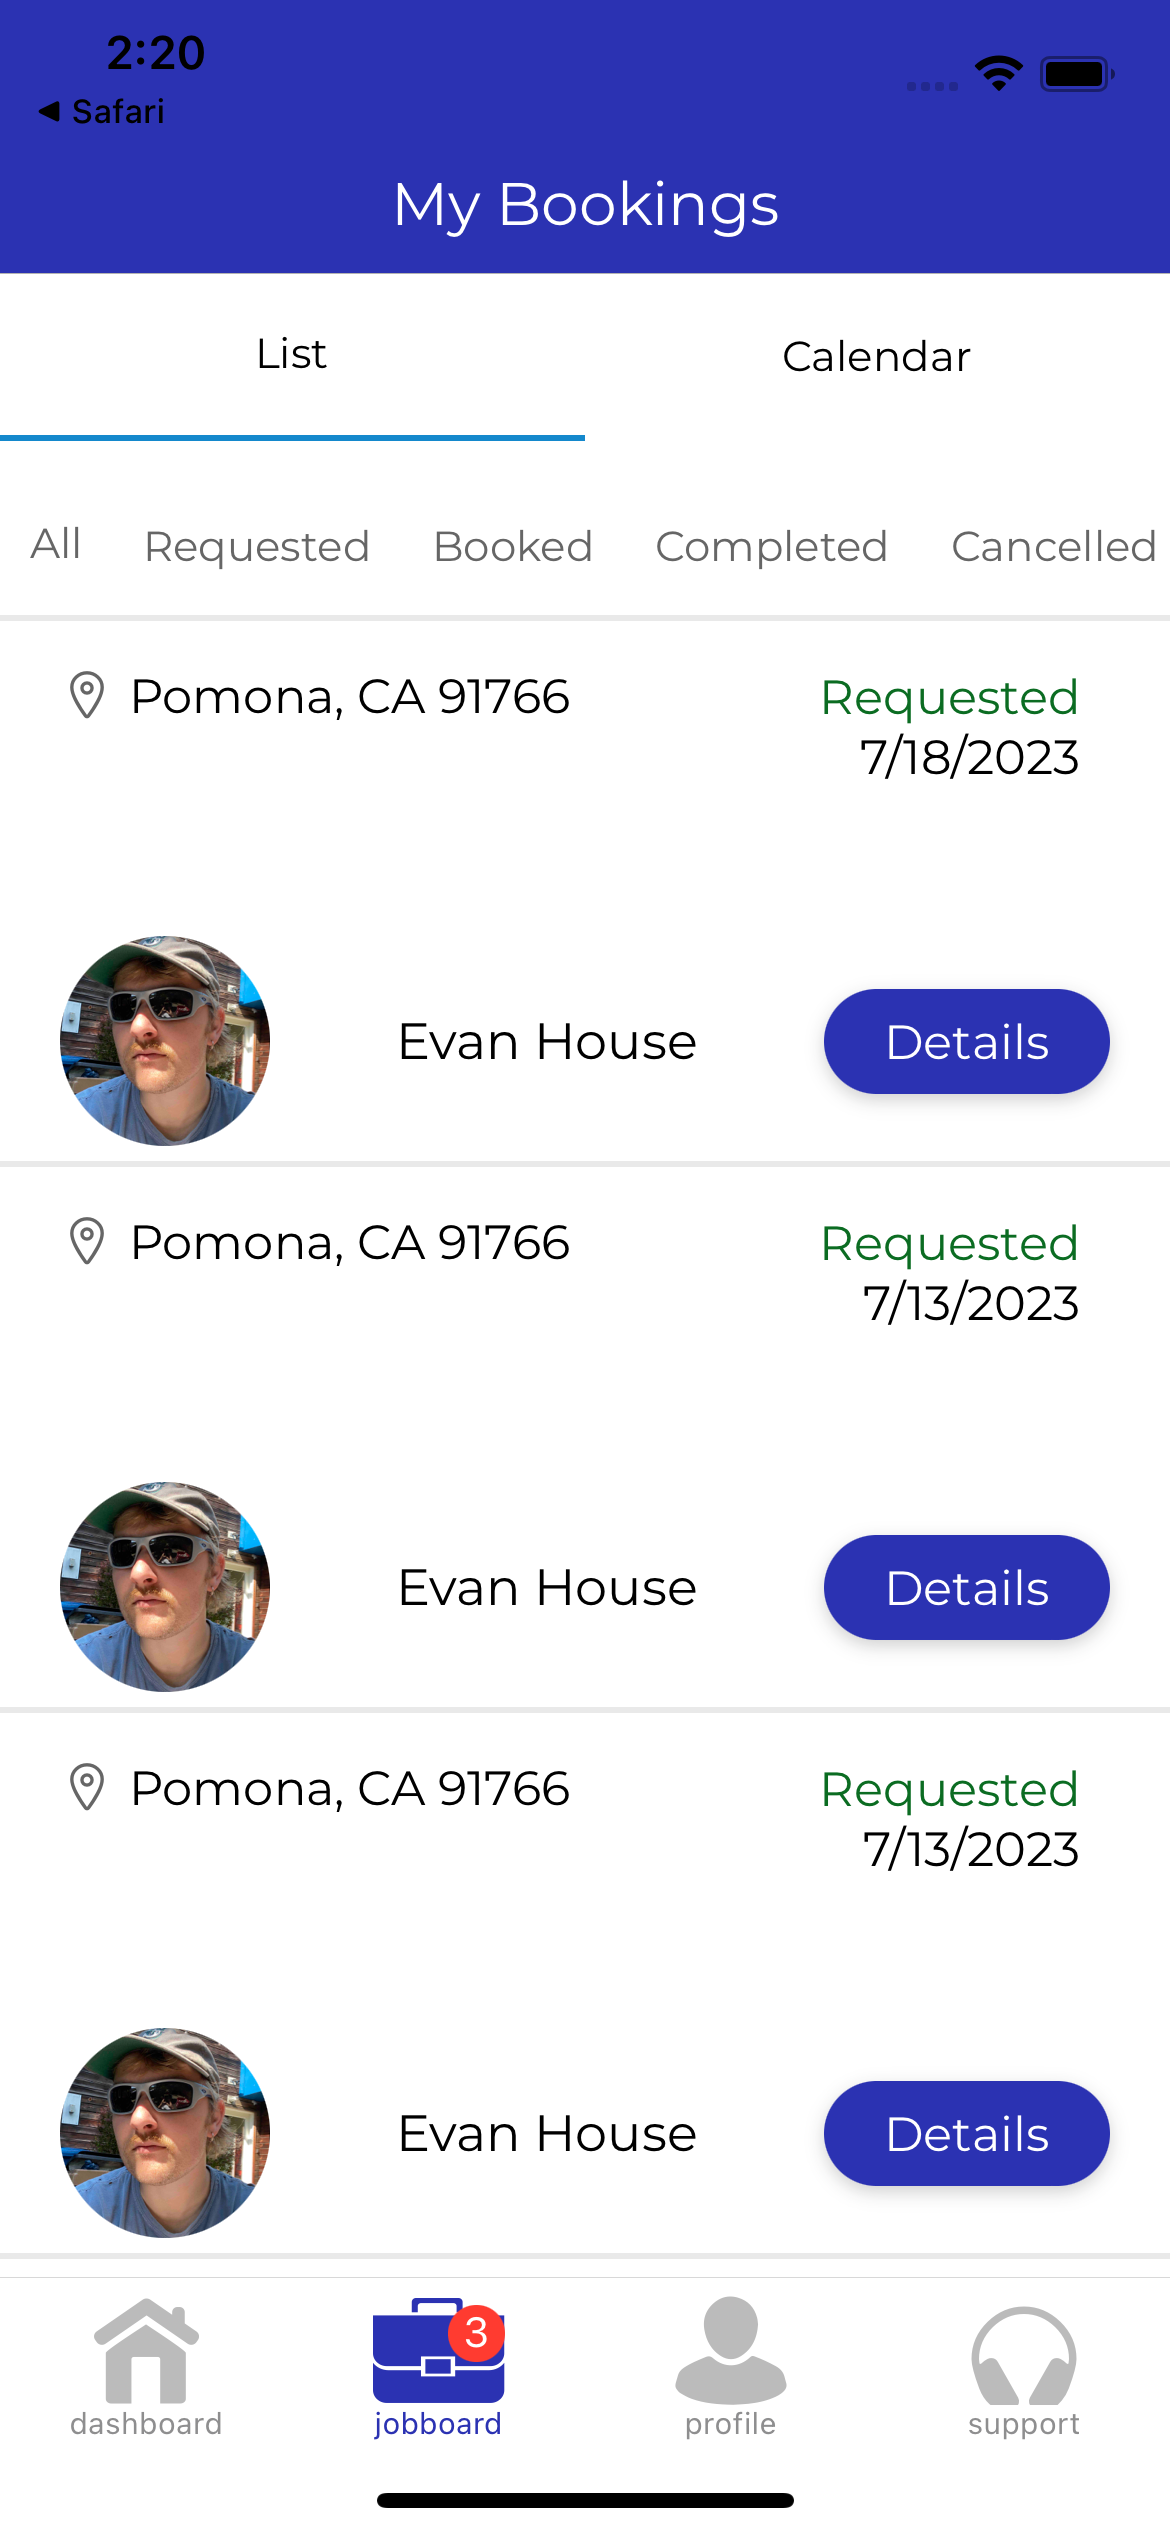 2:20
Safari
My Bookings
List
Calendar
All Requested Booked Completed Cancelled
Pomona, CA 91766
Requested
7/18/2023
Evan House
Details
Pomona, CA 91766
Requested
7/13/2023
Evan House
Details
Pomona, CA 91766
Requested
7/13/2023
Evan House
Details
3
dashboard jobboard profile support